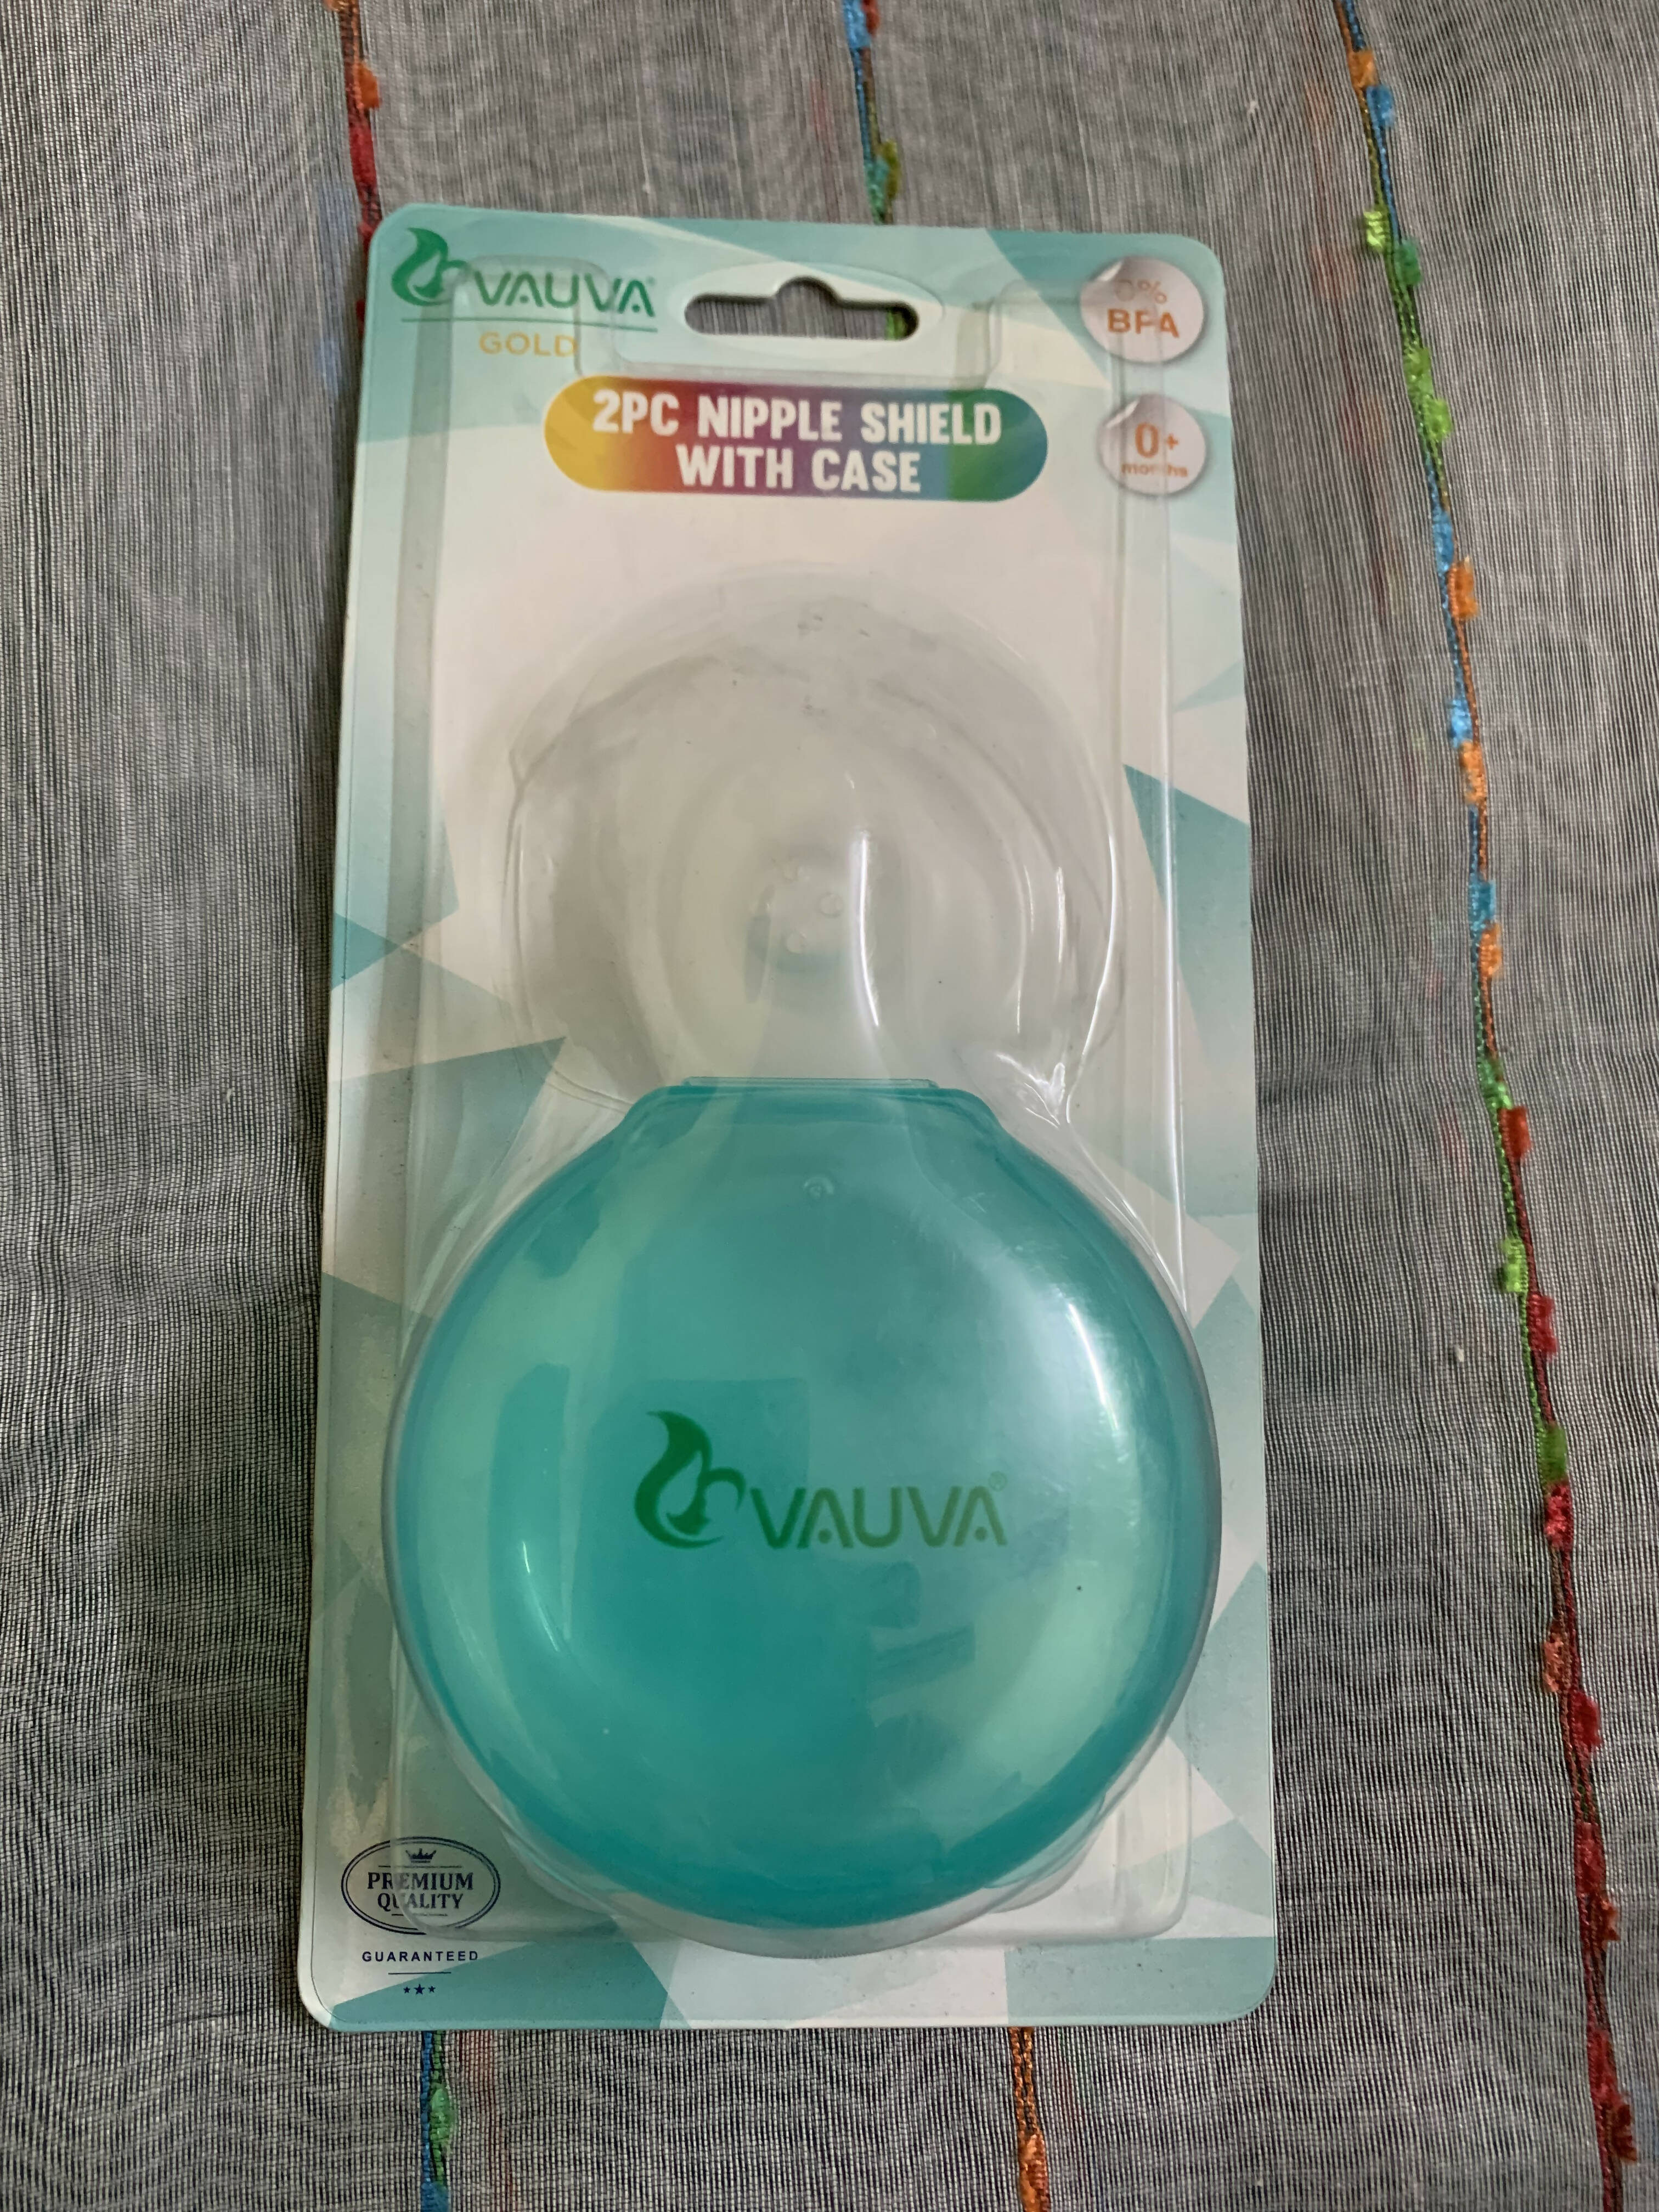 VAUVA®
GOLD
0%
BFA
2PC NIPPLE SHIELD
WITH CASE
0+
months
VAUVA®
PREMIUM
QUALITY
GUARANTEED